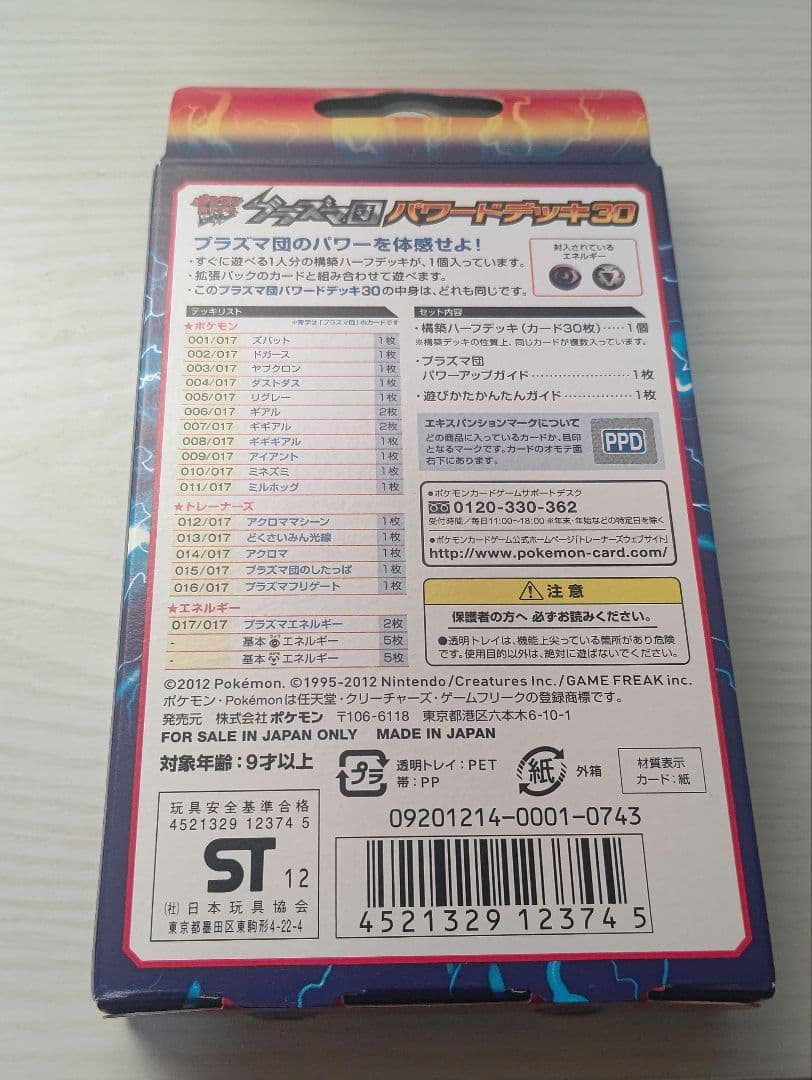 プラズマ団 パワードデッキ30
プラズマ団のパワーを体感せよ！
・すぐに遊べる1人分の構築ハーフデッキが、1個入っています。
・拡張パックのカードと組み合わせて遊べます。
・このプラズマ団パワードデッキ30の中身は、どれも同じです。
封入されている
エネルギー
デッキリスト
★ポケモン ※青字は「プラズマ団」のカードです
001/017 ズバット 1枚
002/017 ドガース 1枚
003/017 ヤブクロン 1枚
004/017 ダストダス 1枚
005/017 リグレー 1枚
006/017 ギアル 2枚
007/017 ギギアル 2枚
008/017 ギギギアル 1枚
009/017 アイアント 1枚
010/017 ミネズミ 1枚
011/017 ミルホッグ 1枚
★トレーナーズ
012/017 アクロママシーン 1枚
013/017 どくさいみん光線 1枚
014/017 アクロマ 1枚
015/017 プラズマ団のしたっぱ 1枚
016/017 プラズマフリゲート 1枚
★エネルギー
017/017 プラズマエネルギー 2枚
- 基本エネルギー 5枚
- 基本エネルギー 5枚
セット内容
・構築ハーフデッキ（カード30枚）‥‥‥1個
※構築デッキの性質上、同じカードが複数入っています。
・プラズマ団
パワーアップガイド‥‥‥‥‥‥‥‥1枚
・遊びかたかんたんガイド‥‥‥‥‥1枚
エキスパンションマークについて
どの商品に入っているカードか、目印
となるマークです。カードのオモテ面
右下にあります。
PPD
●ポケモンカードゲームサポートデスク
0120-330-362
受付時間／毎日11:00~18:00 ※年末・年始などの特定日を除く
●ポケモンカードゲーム公式ホームページ「トレーナーズウェブサイト」
http://www.pokemon-card.com/
注意
保護者の方へ 必ずお読みください。
●透明トレイは、機能上尖っている箇所があり危険
です。使用目的以外は、絶対に遊ばないでください。
©2012 Pokémon. ©1995-2012 Nintendo/Creatures Inc./GAME FREAK inc.
ポケモン・Pokémonは任天堂・クリーチャーズ・ゲームフリークの登録商標です。
発売元 株式会社ポケモン 〒106-6118 東京都港区六本木6-10-1
FOR SALE IN JAPAN ONLY MADE IN JAPAN
対象年齢：9才以上
プラ
透明トレイ：PET
帯：PP
紙
外箱
材質表示
カード：紙
玩具安全基準合格
4521329 12374 5
ST 12
（社）日本玩具協会
東京都墨田区東駒形4-22-4
09201214-0001-0743
4521329 123745